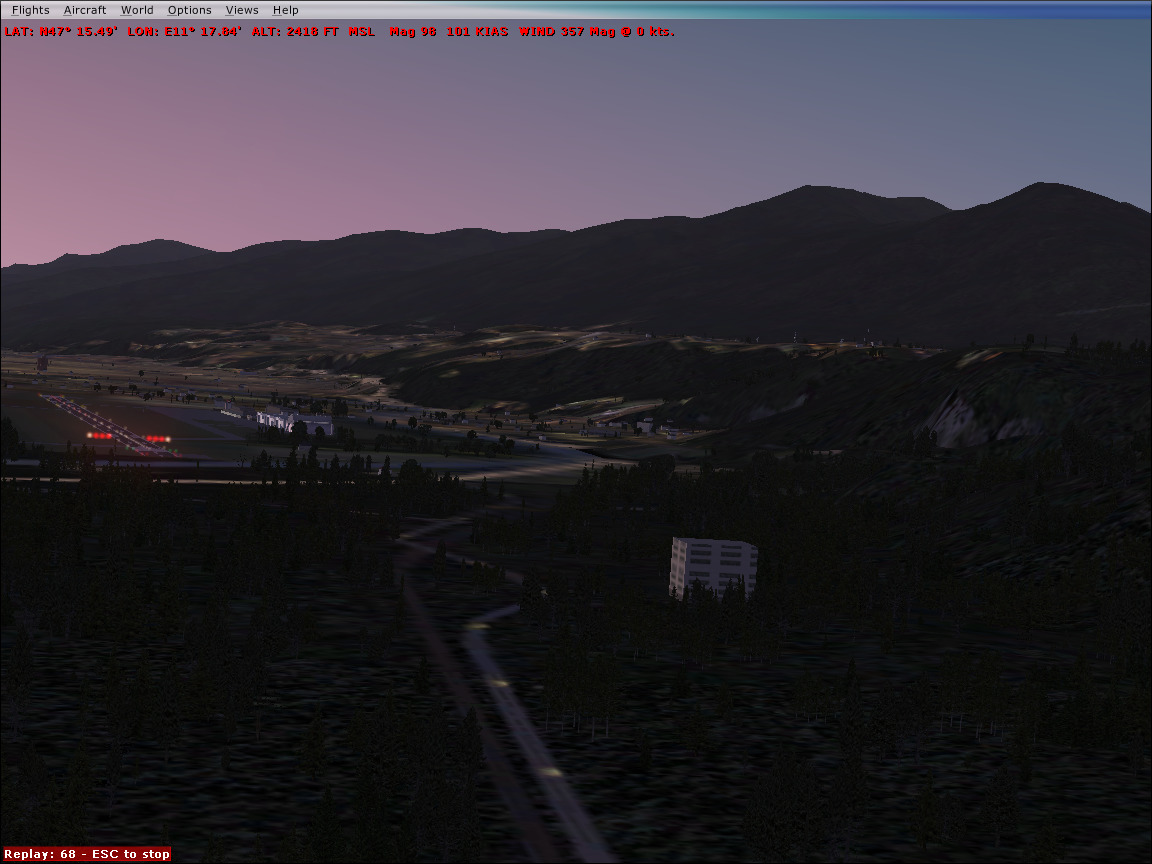 Flights Aircraft World Options Views Help
LAT: N47° 15.49' LON: E11° 17.84' ALT: 2418 FT MSL Mag 98 101 KIAS WIND 357 Mag @ 0 kts.
Replay: 68 - ESC to stop